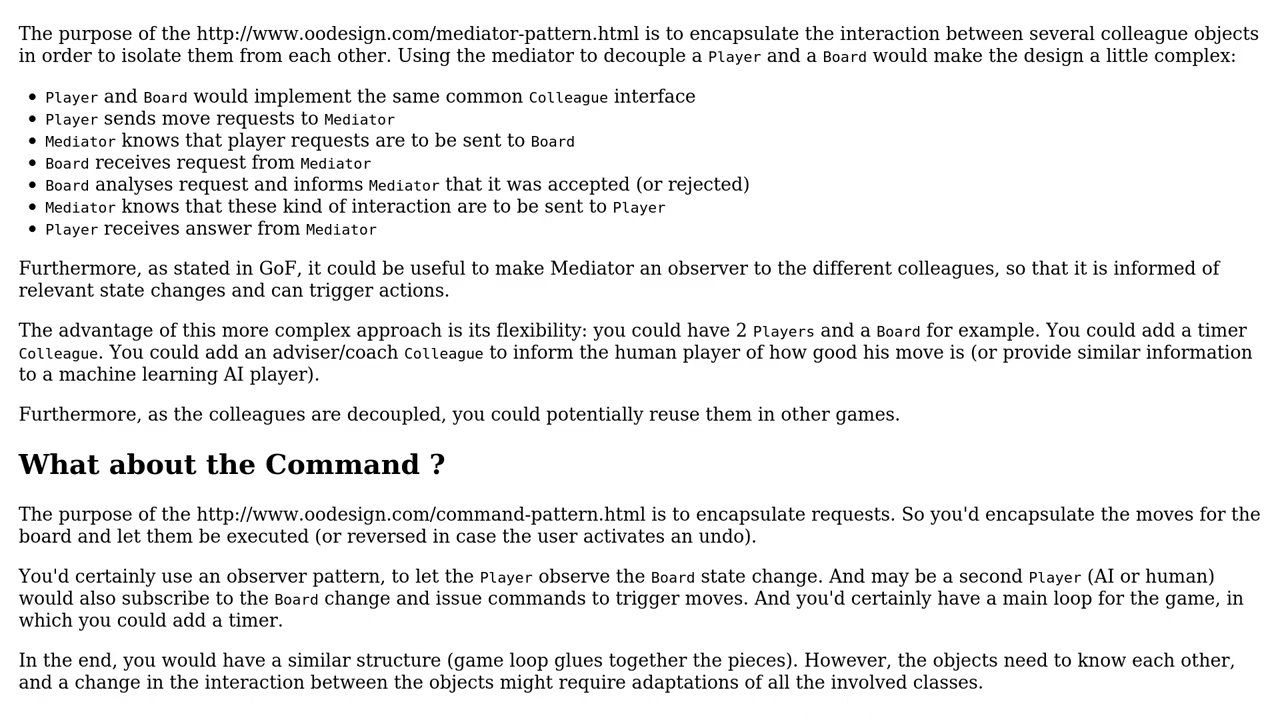 The purpose of the http://www.oodesign.com/mediator-pattern.html is to encapsulate the interaction between several colleague objects
in order to isolate them from each other. Using the mediator to decouple a Player and a Board would make the design a little complex:
• Player and Board would implement the same common Colleague interface
• Player sends move requests to Mediator
• Mediator knows that player requests are to be sent to Board
• Board receives request from Mediator
• Board analyses request and informs Mediator that it was accepted (or rejected)
• Mediator knows that these kind of interaction are to be sent to Player
• Player receives answer from Mediator
Furthermore, as stated in GoF, it could be useful to make Mediator an observer to the different colleagues, so that it is informed of
relevant state changes and can trigger actions.
The advantage of this more complex approach is its flexibility: you could have 2 Players and a Board for example. You could add a timer
Colleague. You could add an adviser/coach Colleague to inform the human player of how good his move is (or provide similar information
to a machine learning AI player).
Furthermore, as the colleagues are decoupled, you could potentially reuse them in other games.
What about the Command ?
The purpose of the http://www.oodesign.com/command-pattern.html is to encapsulate requests. So you'd encapsulate the moves for the
board and let them be executed (or reversed in case the user activates an undo).
You'd certainly use an observer pattern, to let the Player observe the Board state change. And may be a second Player (AI or human)
would also subscribe to the Board change and issue commands to trigger moves. And you'd certainly have a main loop for the game, in
which you could add a timer.
In the end, you would have a similar structure (game loop glues together the pieces). However, the objects need to know each other,
and a change in the interaction between the objects might require adaptations of all the involved classes.